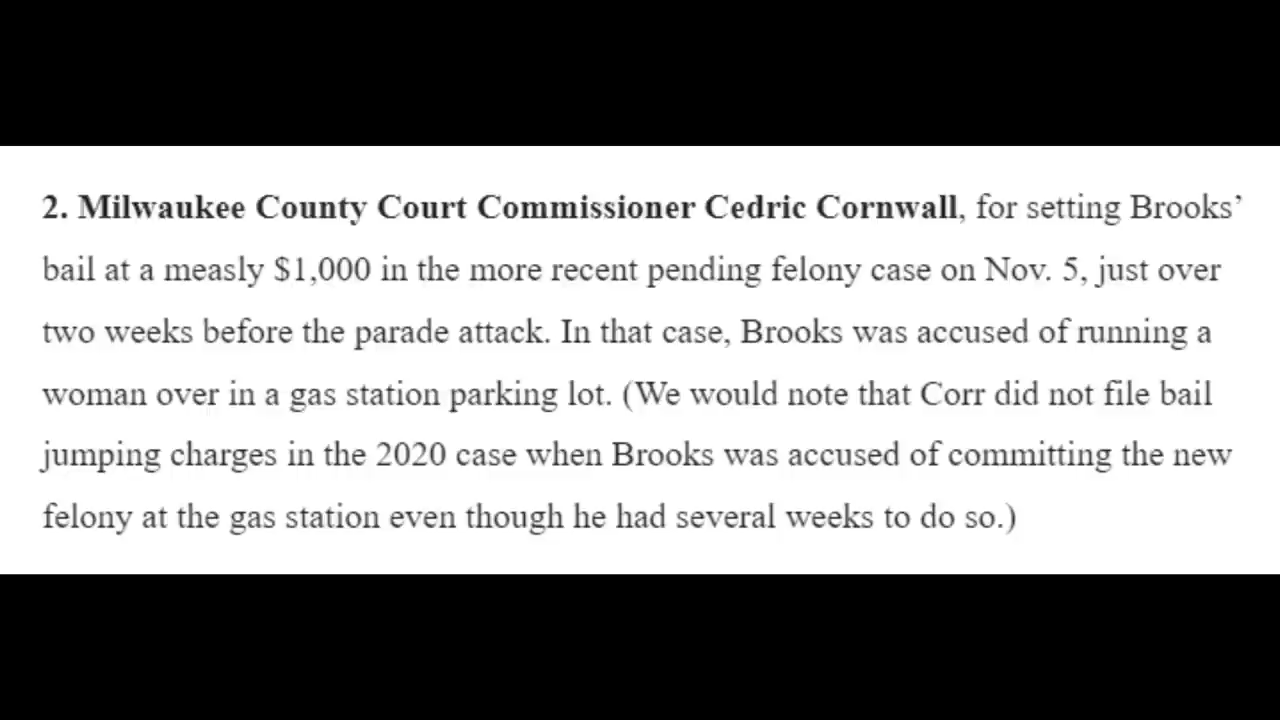 2. Milwaukee County Court Commissioner Cedric Cornwall, for setting Brooks’
bail at a measly $1,000 in the more recent pending felony case on Nov. 5, just over
two weeks before the parade attack. In that case, Brooks was accused of running a
woman over in a gas station parking lot. (We would note that Corr did not file bail
jumping charges in the 2020 case when Brooks was accused of committing the new
felony at the gas station even though he had several weeks to do so.)